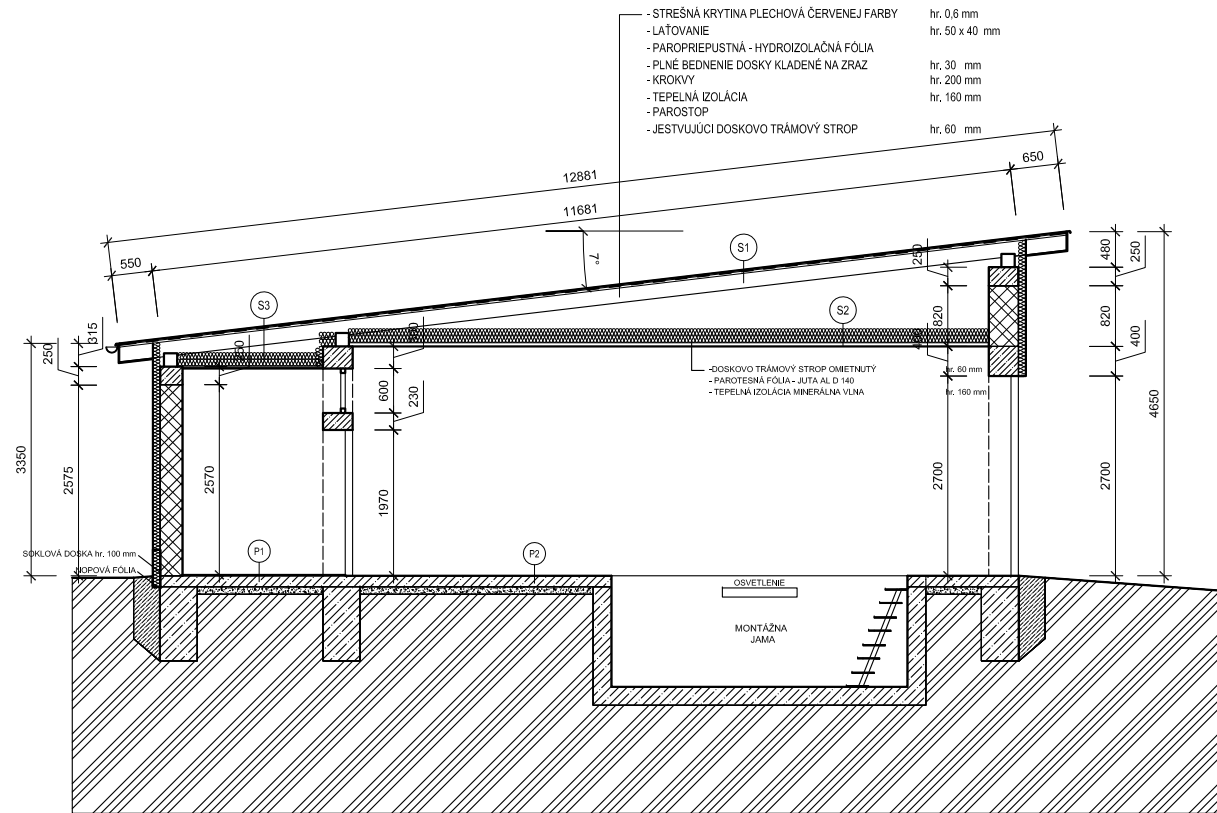 - STREŠNÁ KRYTINA PLECHOVÁ ČERVENEJ FARBY hr. 0,6 mm
- LAŤOVANIE hr. 50 x 40 mm
- PAROPRIEPUSTNÁ - HYDROIZOLAČNÁ FÓLIA
- PLNÉ BEDNENIE DOSKY KLADENÉ NA ZRAZ hr. 30 mm
- KROKVY hr. 200 mm
- TEPELNÁ IZOLÁCIA hr. 160 mm
- PAROSTOP
- JESTVUJÚCI DOSKOVO TRÁMOVÝ STROP hr. 60 mm
12881
650
11681
550
7°
S1
S2
S3
250
480
250
315
250
820
820
400
600
230
- DOSKOVO TRÁMOVÝ STROP OMIETNUTÝ hr. 60 mm
- PAROTESNÁ FÓLIA - JUTA AL D 140
- TEPELNÁ IZOLÁCIA MINERÁLNA VLNA hr. 160 mm
3350
2575
2570
1970
2700
2700
4650
SOKLOVÁ DOSKA hr. 100 mm
NOPOVÁ FÓLIA
P1
P2
OSVETLENIE
MONTÁŽNA
JAMA